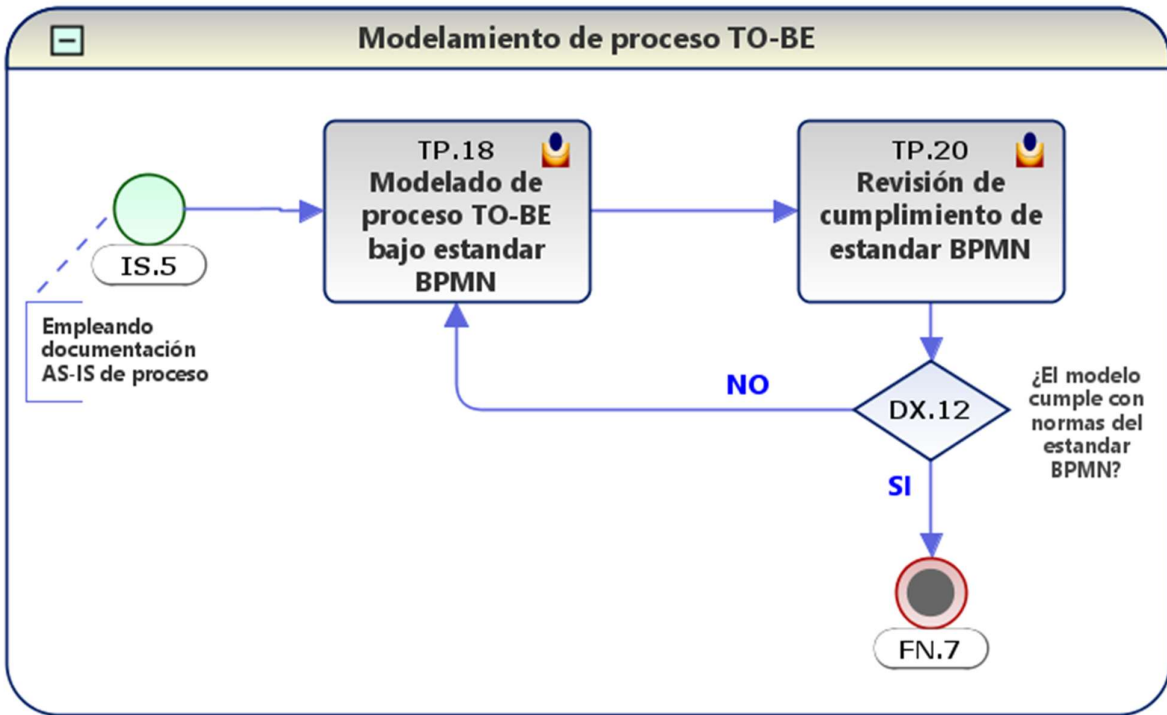 Modelamiento de proceso TO-BE
TP.18
Modelado de
proceso TO-BE
bajo estandar
BPMN
TP.20
Revisión de
cumplimiento de
estandar BPMN
IS.5
Empleando
documentación
AS-IS de proceso
NO
DX.12
¿El modelo
cumple con
normas del
estandar
BPMN?
SI
FN.7